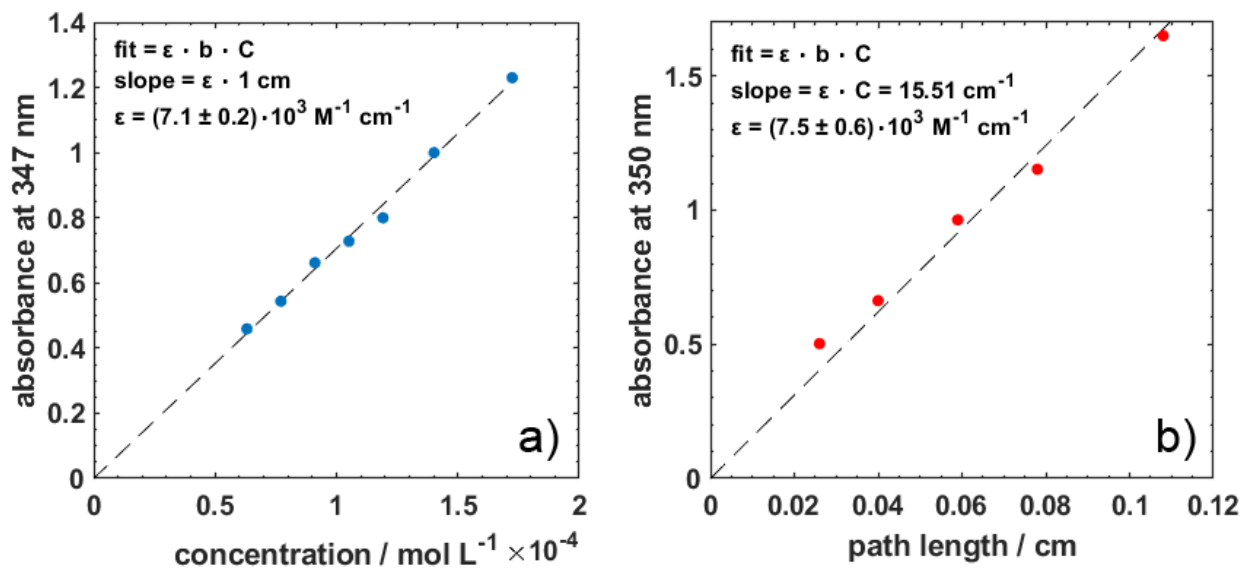 fit = ε · b · C
slope = ε · 1 cm
ε = (7.1 ± 0.2)·10³ M⁻¹ cm⁻¹
absorbance at 347 nm
1.4
1.2
1
0.8
0.6
0.4
0.2
0
0 0.5 1 1.5 2
concentration / mol L⁻¹ ×10⁻⁴
a)
fit = ε · b · C
slope = ε · C = 15.51 cm⁻¹
ε = (7.5 ± 0.6)·10³ M⁻¹ cm⁻¹
absorbance at 350 nm
1.5
1
0.5
0
0 0.02 0.04 0.06 0.08 0.1 0.12
path length / cm
b)